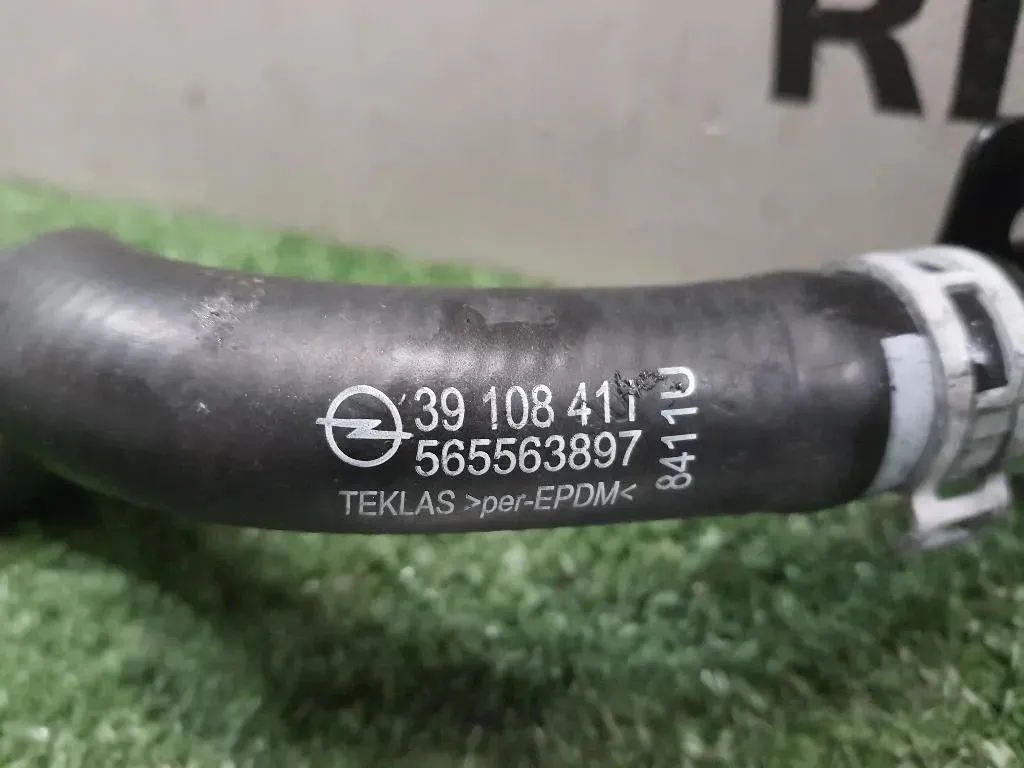 39 108 411
565563897
TEKLAS >per-EPDM<
8411U